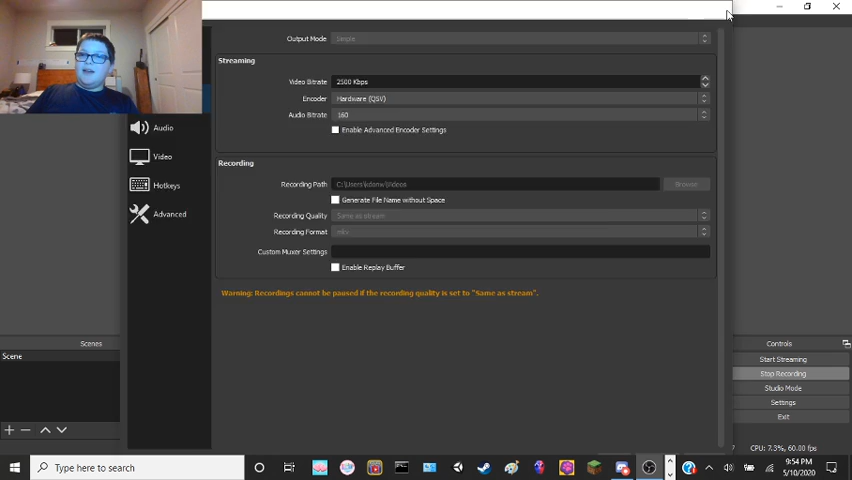 Output Mode Simple
Streaming
Video Bitrate 2500 Kbps
Encoder Hardware (QSV)
Audio Bitrate 160
Enable Advanced Encoder Settings
Audio
Video
Hotkeys
Advanced
Recording
Recording Path
Browse
Generate File Name without Space
Recording Quality Same as stream
Recording Format mkv
Custom Muxer Settings
Enable Replay Buffer
Warning: Recordings cannot be paused if the recording quality is set to "Same as stream".
Scenes
Scene
Controls
Start Streaming
Stop Recording
Studio Mode
Settings
Exit
CPU: 7.3%, 60.00 fps
Type here to search
9:54 PM
5/10/2020